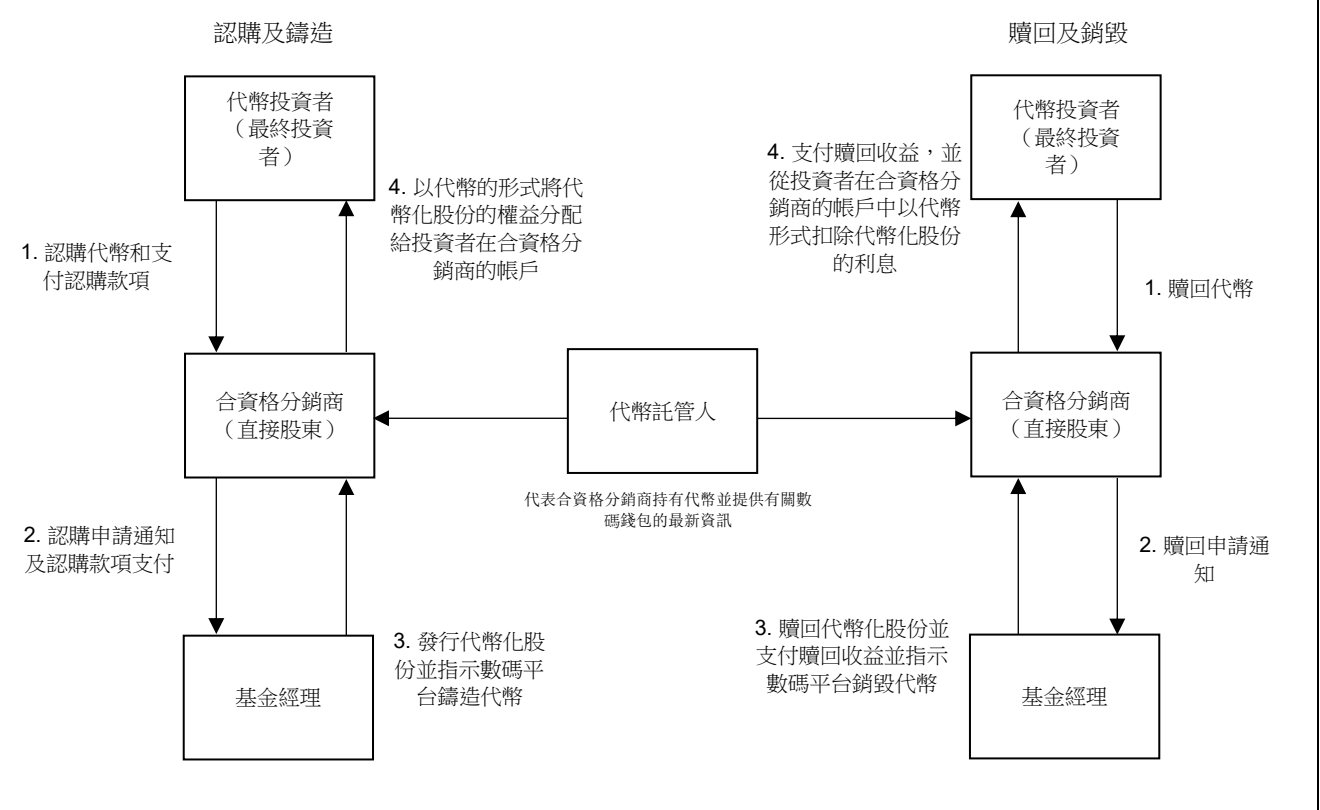 認購及鑄造
贖回及銷毀
代幣投資者
（最終投資
者）
代幣投資者
（最終投資
者）
4. 以代幣的形式將代
幣化股份的權益分配
給投資者在合資格分
銷商的帳戶
4. 支付贖回收益，並
從投資者在合資格分
銷商的帳戶中以代幣
形式扣除代幣化股份
的利息
1. 認購代幣和支
付認購款項
1. 贖回代幣
合資格分銷商
（直接股東）
代幣託管人
合資格分銷商
（直接股東）
代表合資格分銷商持有代幣並提供有關數
碼錢包的最新資訊
2. 認購申請通知
及認購款項支付
2. 贖回申請通
知
3. 發行代幣化股
份並指示數碼平
台鑄造代幣
3. 贖回代幣化股份並
支付贖回收益並指示
數碼平台銷毀代幣
基金經理
基金經理